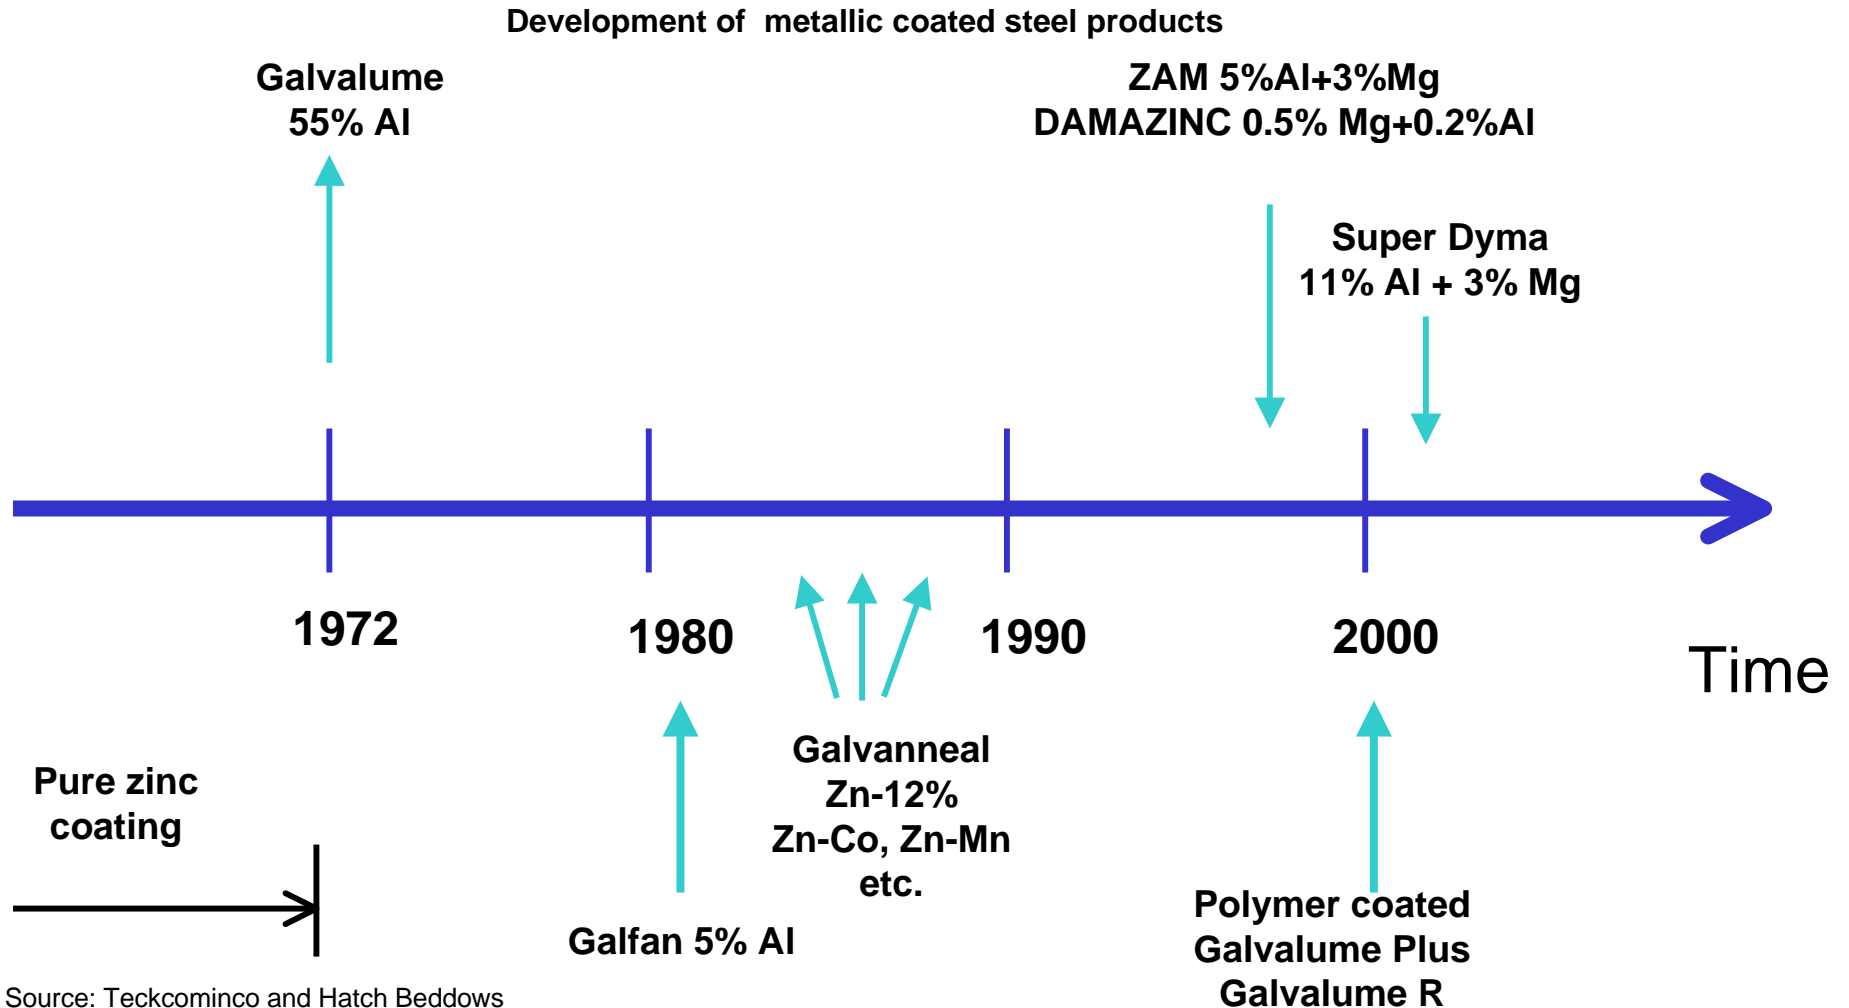 Development of  metallic coated steel products
Galvalume
55% Al
ZAM 5%Al+3%Mg
DAMAZINC 0.5% Mg+0.2%Al
Super Dyma
11% Al + 3% Mg
1972
1980
1990
2000
Time
Pure zinc
coating
Galvanneal
Zn-12%
Zn-Co, Zn-Mn
etc.
Galfan 5% Al
Polymer coated
Galvalume Plus
Galvalume R
Source: Teckcominco and Hatch Beddows